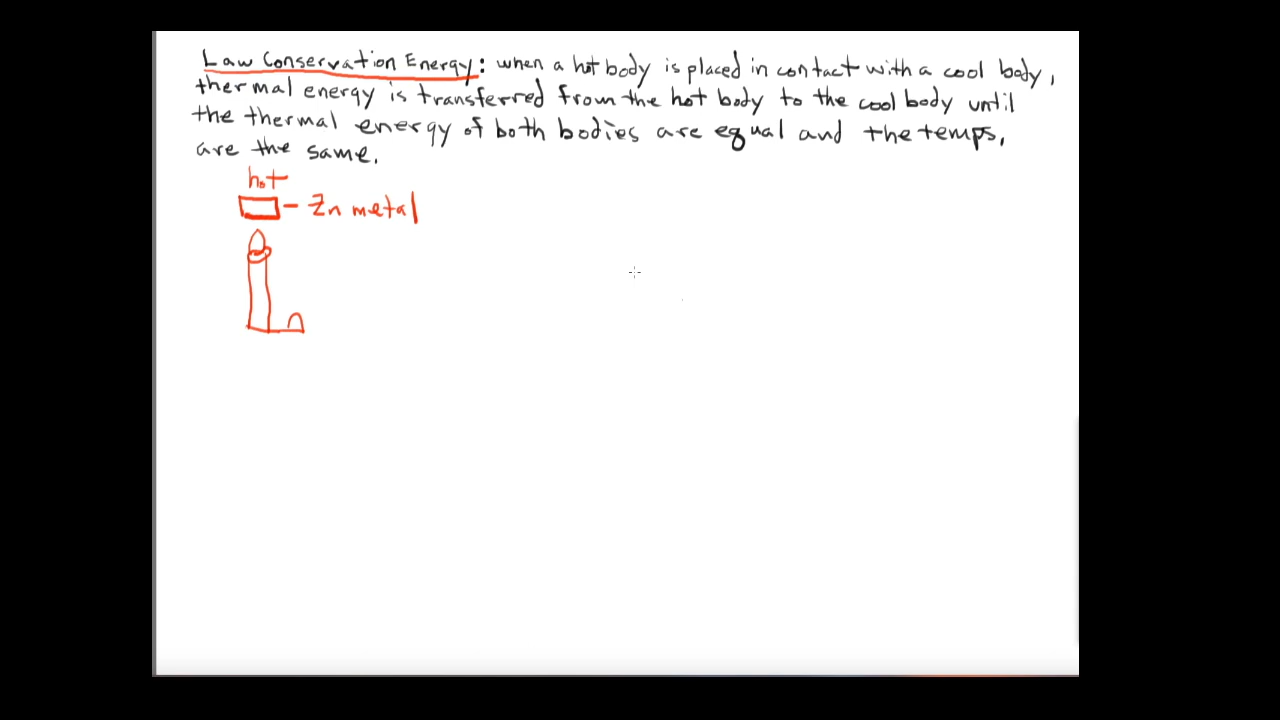 Law Conservation Energy: when a hot body is placed in contact with a cool body,
thermal energy is transferred from the hot body to the cool body until
the thermal energy of both bodies are equal and the temps.
are the same.
hot
Zn metal